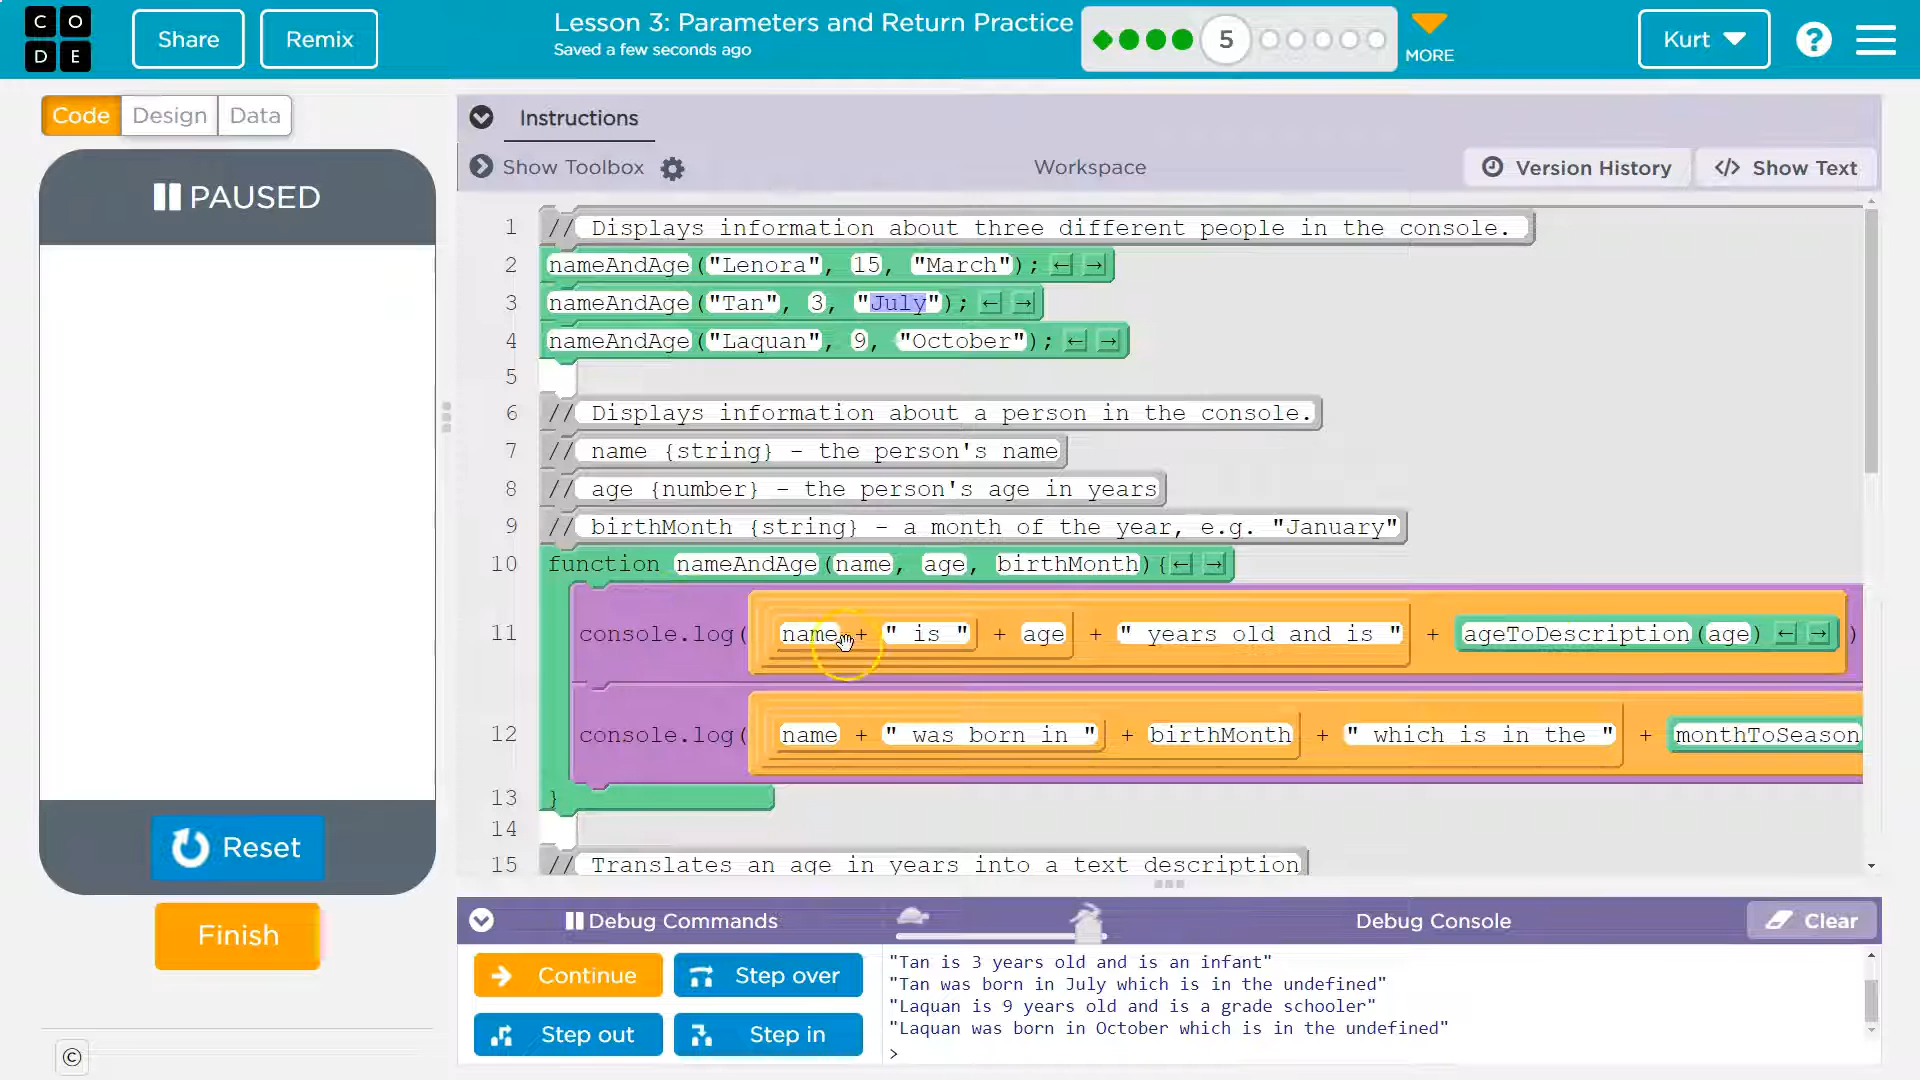 C O
D E
Share
Remix
Lesson 3: Parameters and Return Practice
Saved a few seconds ago
5
MORE
Kurt
?
Code
Design
Data
Instructions
Show Toolbox
Workspace
Version History
</> Show Text
PAUSED
1 // Displays information about three different people in the console.
2 nameAndAge("Lenora", 15, "March"); ← →
3 nameAndAge("Tan", 3, "July"); ← →
4 nameAndAge("Laquan", 9, "October"); ← →
5
6 // Displays information about a person in the console.
7 // name {string} - the person's name
8 // age {number} - the person's age in years
9 // birthMonth {string} - a month of the year, e.g. "January"
10 function nameAndAge(name, age, birthMonth){ ← →
11 console.log( name + " is " + age + " years old and is " + ageToDescription(age) ← → )
12 console.log( name + " was born in " + birthMonth + " which is in the " + monthToSeason
13 }
14
15 // Translates an age in years into a text description
Reset
Finish
Debug Commands
Debug Console
Clear
Continue
Step over
Step out
Step in
"Tan is 3 years old and is an infant"
"Tan was born in July which is in the undefined"
"Laquan is 9 years old and is a grade schooler"
"Laquan was born in October which is in the undefined"
>
©